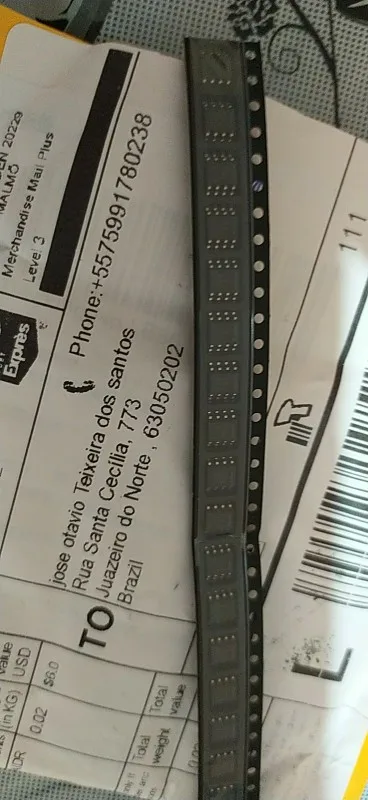 MALMÖ
Merchandise Mail Plus
Level 3
Expres
Phone:+5575991780238
TO
jose otavio Teixeira dos santos
Rua Santa Cecília, 773
Juazeiro do Norte , 63050202
Brazil
111
value
(in KG) USD
0.02 $6.0
Total weight
Total value
L